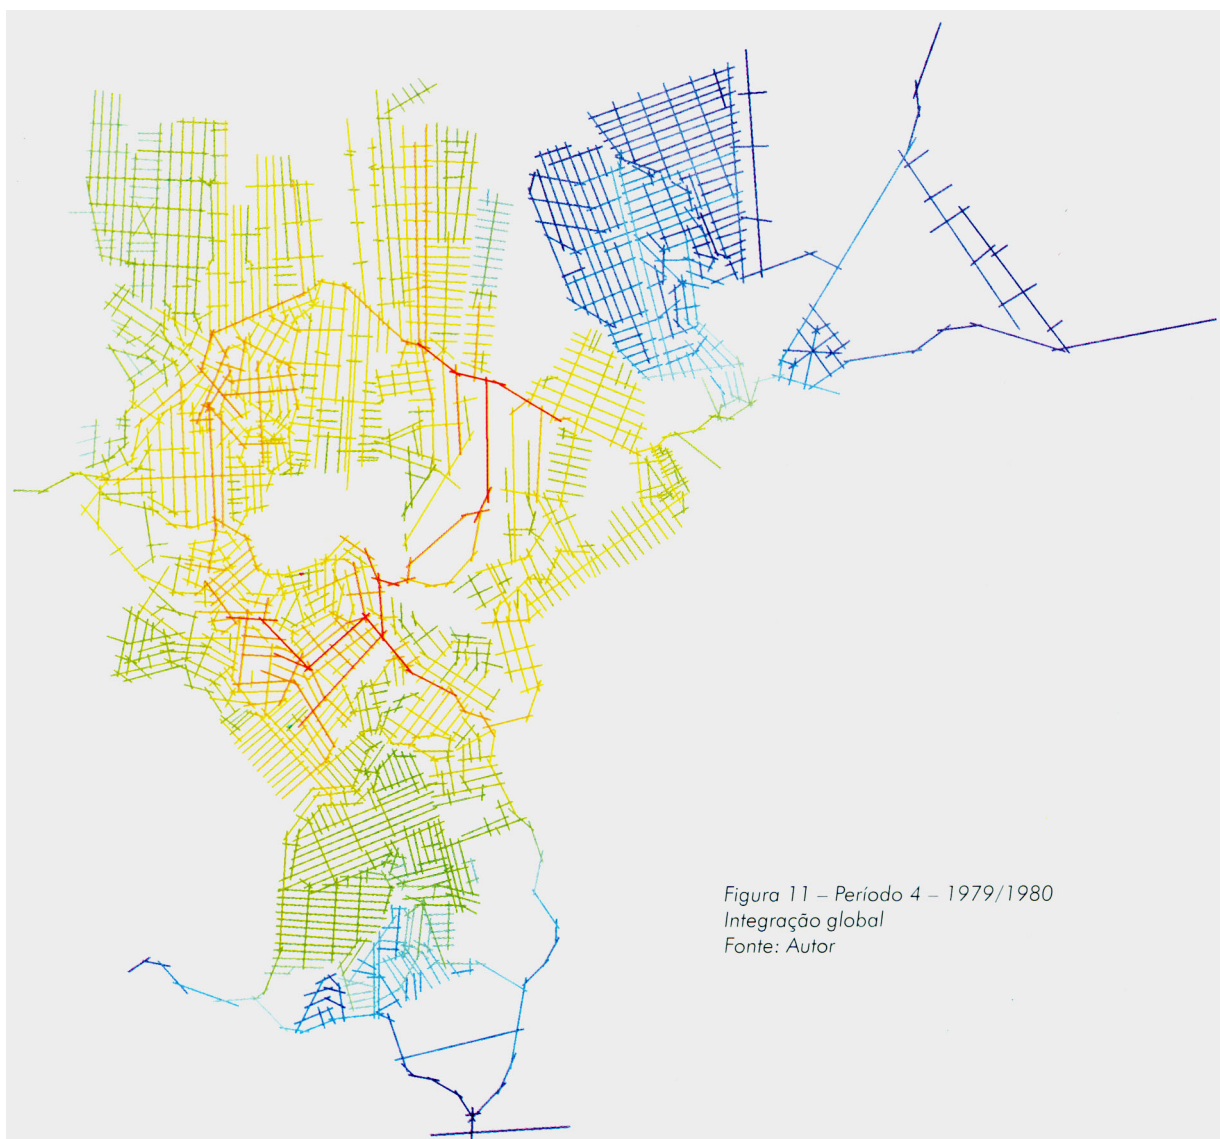 Figura 11 – Período 4 – 1979/1980
Integração global
Fonte: Autor